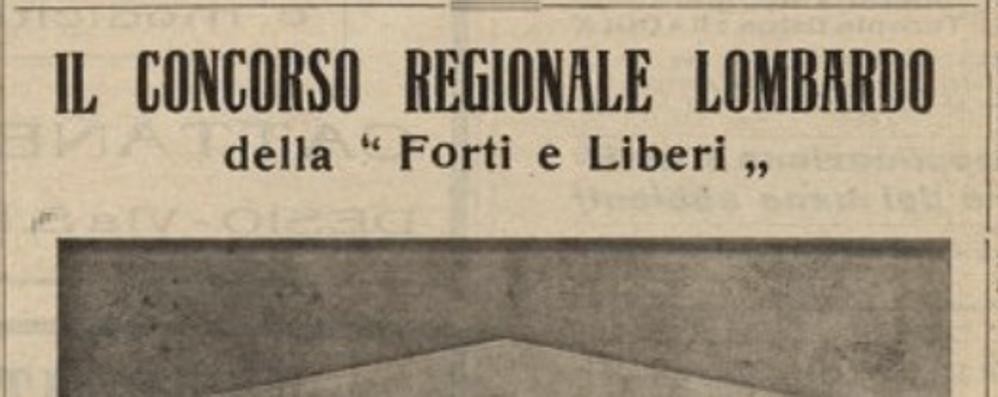 IL CONCORSO REGIONALE LOMBARDO
della “ Forti e Liberi „